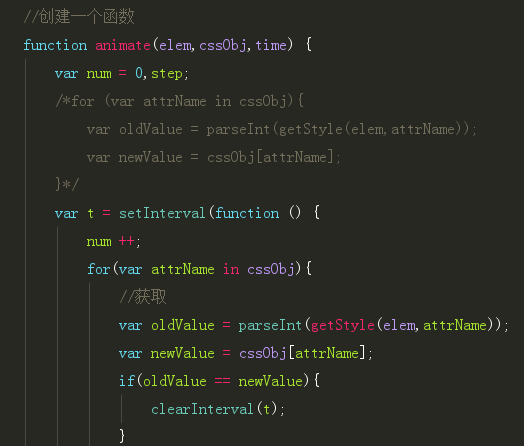 //创建一个函数
function animate(elem,cssObj,time) {
var num = 0,step;
/*for (var attrName in cssObj){
var oldValue = parseInt(getStyle(elem,attrName));
var newValue = cssObj[attrName];
}*/
var t = setInterval(function () {
num ++;
for(var attrName in cssObj){
//获取
var oldValue = parseInt(getStyle(elem,attrName));
var newValue = cssObj[attrName];
if(oldValue == newValue){
clearInterval(t);
}